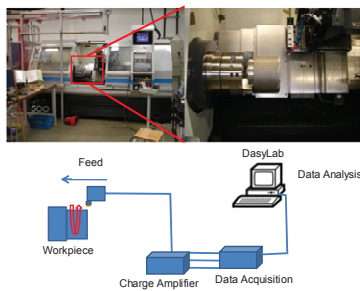 DasyLab
Feed
Data Analysis
Workpiece
Charge Amplifier
Data Acquisition